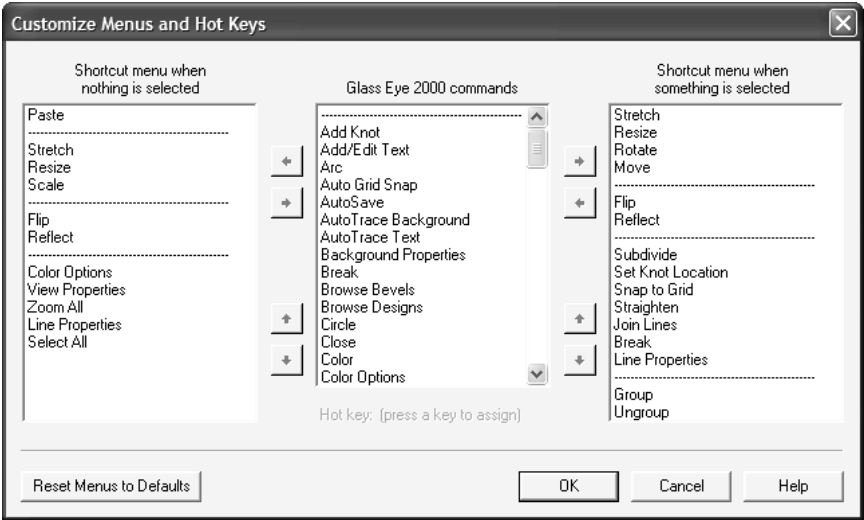 Customize Menus and Hot Keys
Shortcut menu when
nothing is selected
Paste
Stretch
Resize
Scale
Flip
Reflect
Color Options
View Properties
Zoom All
Line Properties
Select All
Glass Eye 2000 commands
Add Knot
Add/Edit Text
Arc
Auto Grid Snap
AutoSave
AutoTrace Background
AutoTrace Text
Background Properties
Break
Browse Bevels
Browse Designs
Circle
Close
Color
Color Options
Hot key: (press a key to assign)
Shortcut menu when
something is selected
Stretch
Resize
Rotate
Move
Flip
Reflect
Subdivide
Set Knot Location
Snap to Grid
Straighten
Join Lines
Break
Line Properties
Group
Ungroup
Reset Menus to Defaults
OK
Cancel
Help